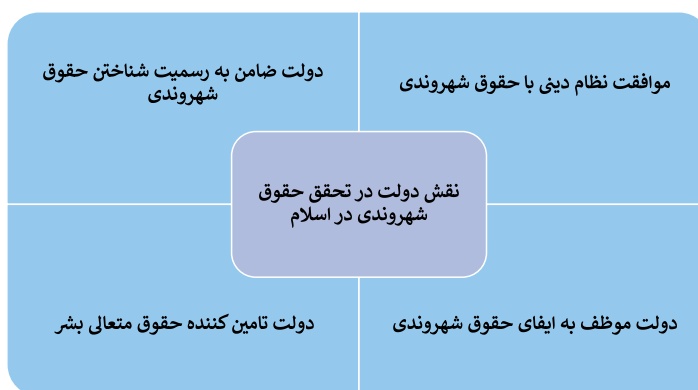 موافقت نظام دینی با حقوق شهروندی
دولت ضامن به رسمیت شناختن حقوق
شهروندی
نقش دولت در تحقق حقوق
شهروندی در اسلام
دولت موظف به ایفای حقوق شهروندی
دولت تامین کننده حقوق متعالی بشر